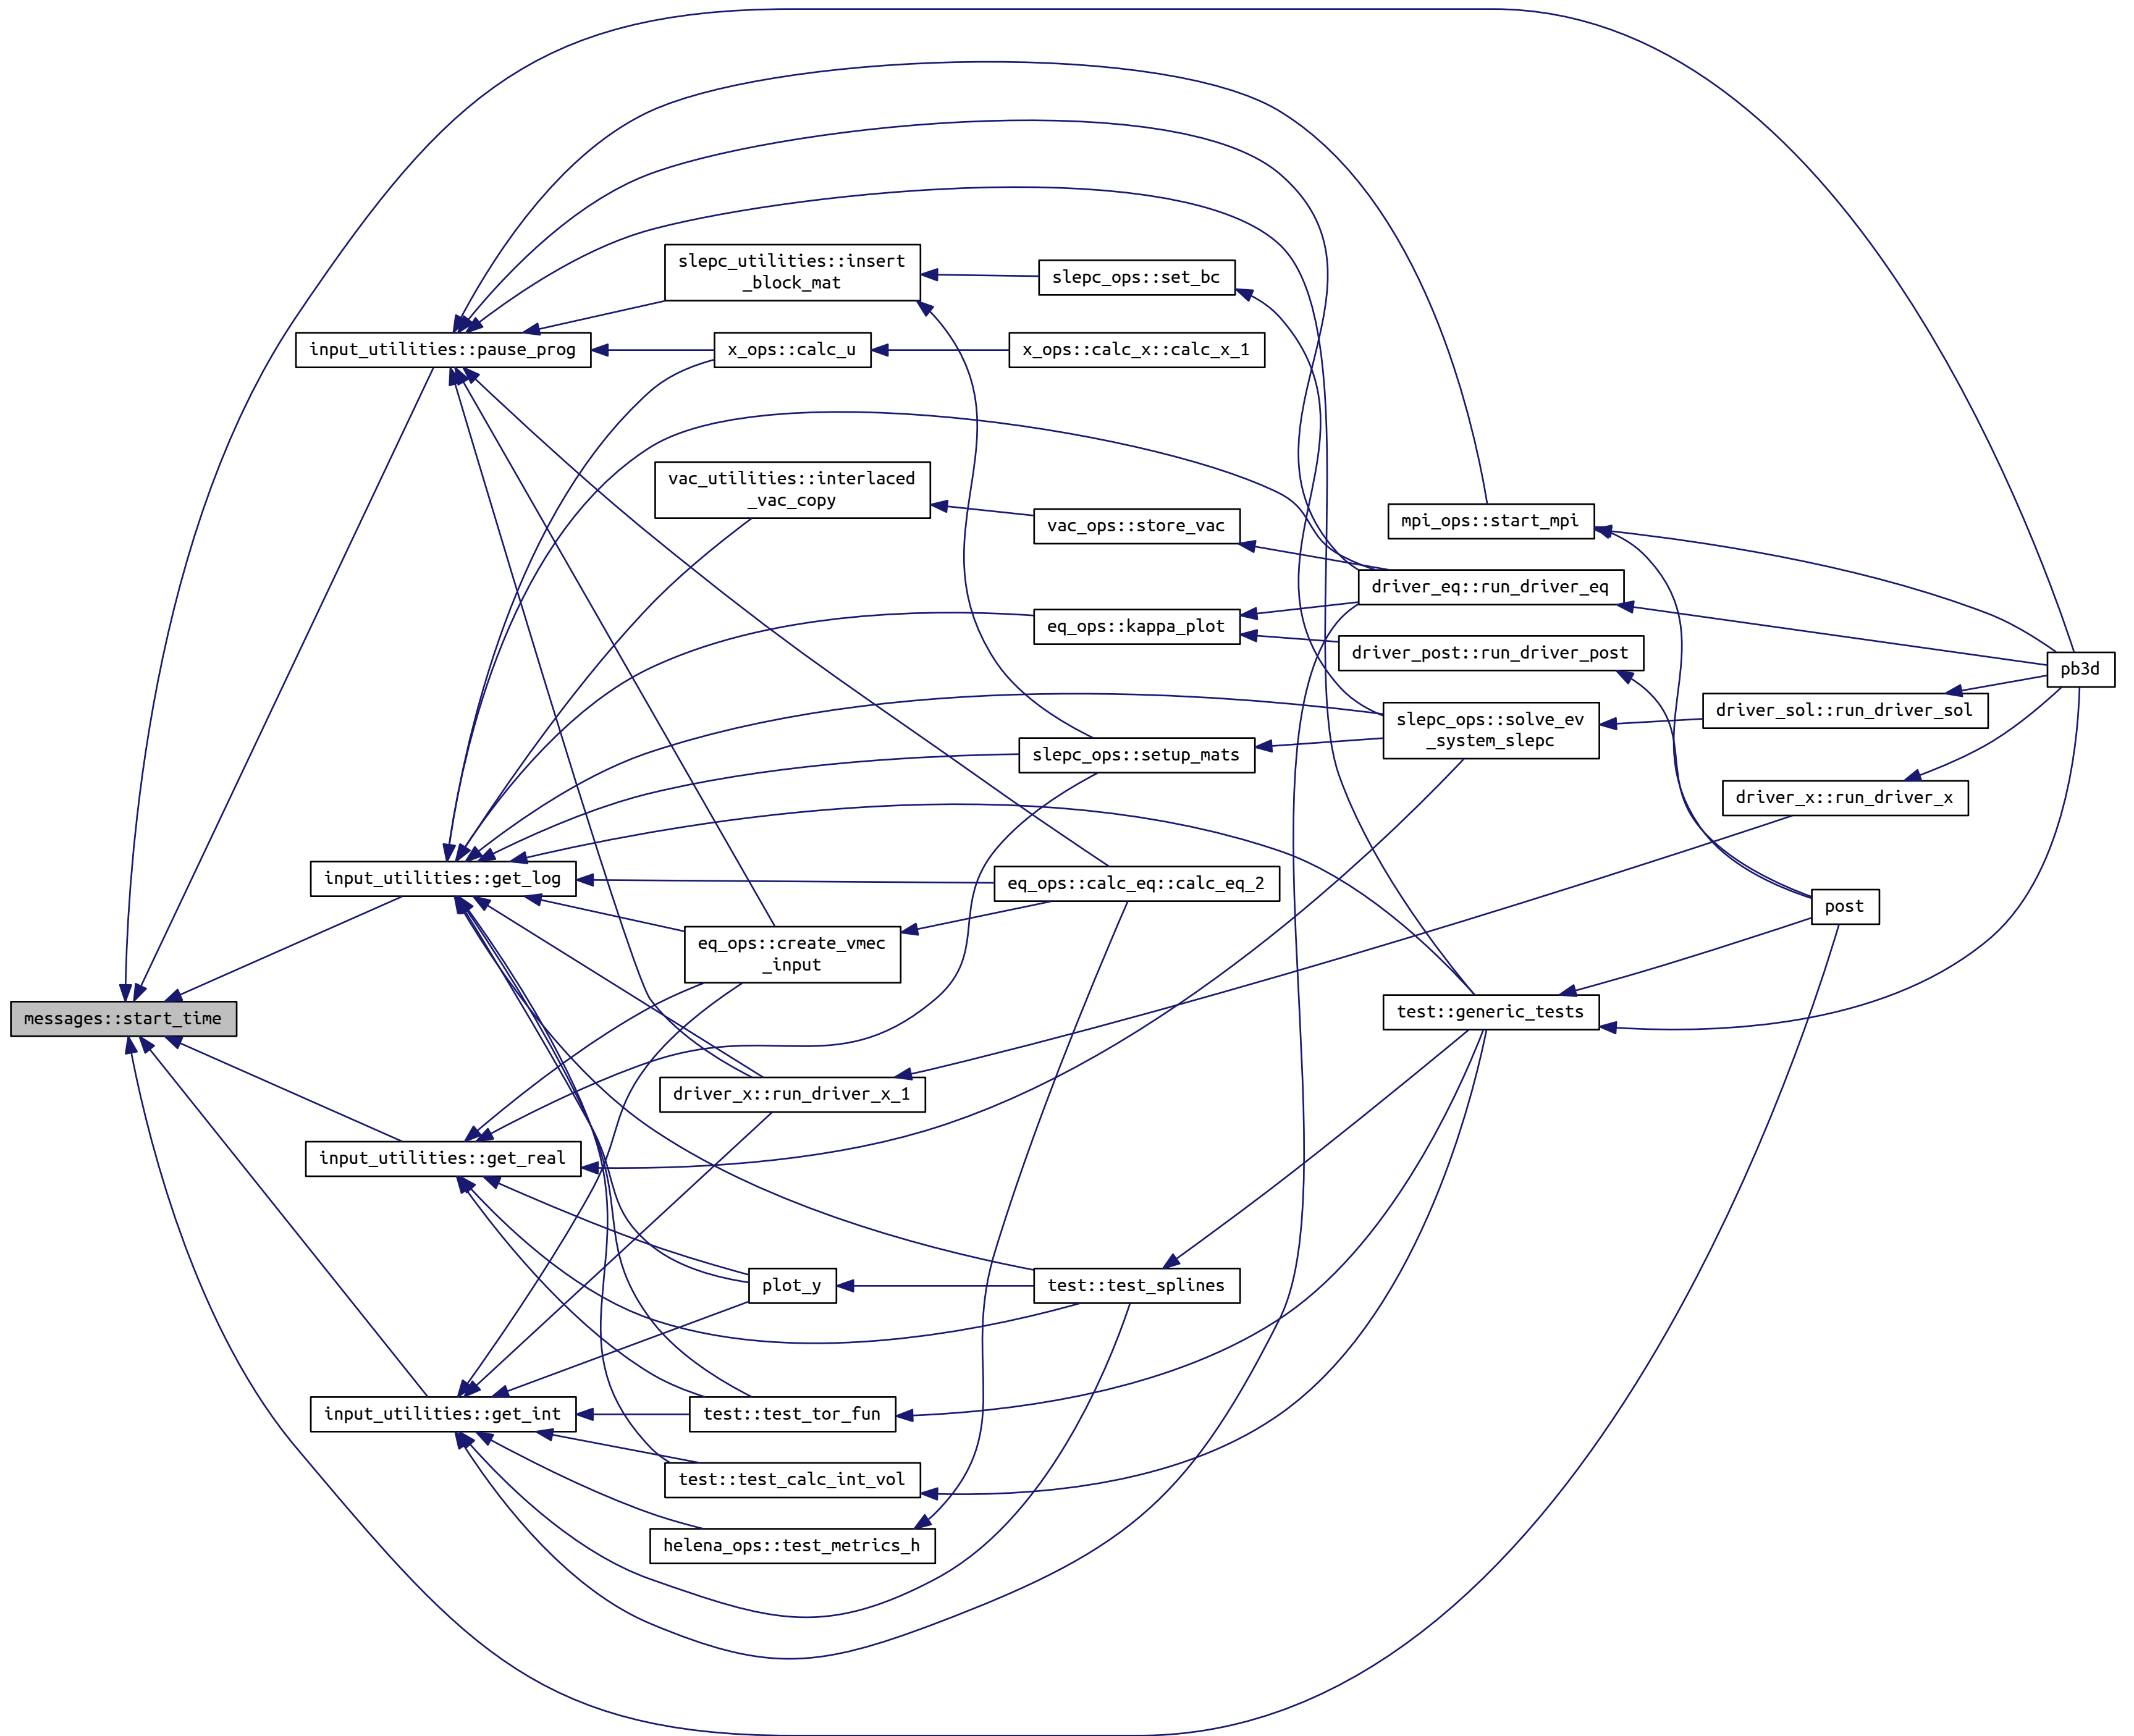 messages::start_time
input_utilities::pause_prog
input_utilities::get_log
input_utilities::get_real
input_utilities::get_int
slepc_utilities::insert
_block_mat
x_ops::calc_u
vac_utilities::interlaced
_vac_copy
eq_ops::create_vmec
_input
driver_x::run_driver_x_1
plot_y
test::test_tor_fun
test::test_calc_int_vol
helena_ops::test_metrics_h
slepc_ops::set_bc
x_ops::calc_x::calc_x_1
vac_ops::store_vac
eq_ops::kappa_plot
slepc_ops::setup_mats
eq_ops::calc_eq::calc_eq_2
test::test_splines
mpi_ops::start_mpi
driver_eq::run_driver_eq
driver_post::run_driver_post
slepc_ops::solve_ev
_system_slepc
test::generic_tests
driver_sol::run_driver_sol
driver_x::run_driver_x
post
pb3d